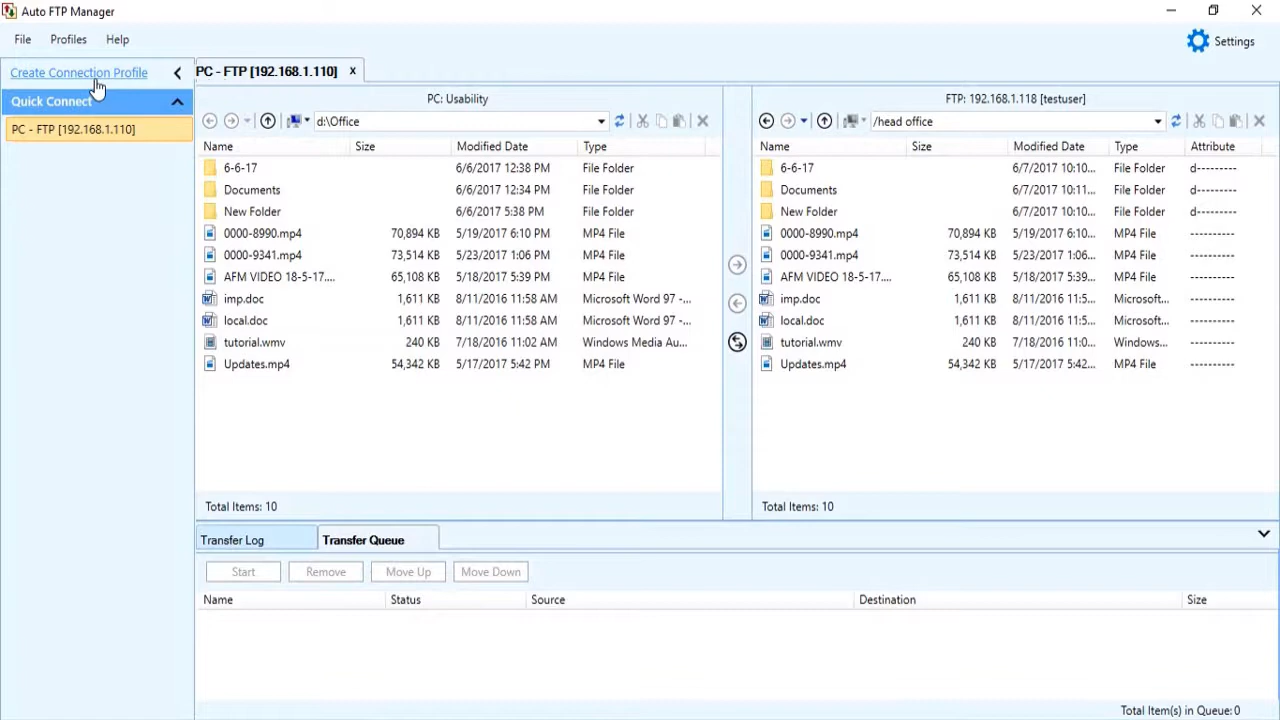 Auto FTP Manager
File Profiles Help
Settings
Create Connection Profile
Quick Connect
PC - FTP [192.168.1.110]
PC - FTP [192.168.1.110] x
PC: Usability
d:\Office
Name Size Modified Date Type
6-6-17 6/6/2017 12:38 PM File Folder
Documents 6/6/2017 12:34 PM File Folder
New Folder 6/6/2017 5:38 PM File Folder
0000-8990.mp4 70,894 KB 5/19/2017 6:10 PM MP4 File
0000-9341.mp4 73,514 KB 5/23/2017 1:06 PM MP4 File
AFM VIDEO 18-5-17.... 65,108 KB 5/18/2017 5:39 PM MP4 File
imp.doc 1,611 KB 8/11/2016 11:58 AM Microsoft Word 97 -...
local.doc 1,611 KB 8/11/2016 11:58 AM Microsoft Word 97 -...
tutorial.wmv 240 KB 7/18/2016 11:02 AM Windows Media Au...
Updates.mp4 54,342 KB 5/17/2017 5:42 PM MP4 File
Total Items: 10
FTP: 192.168.1.118 [testuser]
/head office
Name Size Modified Date Type Attribute
6-6-17 6/7/2017 10:10... File Folder d---------
Documents 6/7/2017 10:11... File Folder d---------
New Folder 6/7/2017 10:10... File Folder d---------
0000-8990.mp4 70,894 KB 5/19/2017 6:10... MP4 File ----------
0000-9341.mp4 73,514 KB 5/23/2017 1:06... MP4 File ----------
AFM VIDEO 18-5-17.... 65,108 KB 5/18/2017 5:39... MP4 File ----------
imp.doc 1,611 KB 8/11/2016 11:5... Microsoft... ----------
local.doc 1,611 KB 8/11/2016 11:5... Microsoft... ----------
tutorial.wmv 240 KB 7/18/2016 11:0... Windows... ----------
Updates.mp4 54,342 KB 5/17/2017 5:42... MP4 File ----------
Total Items: 10
Transfer Log Transfer Queue
Start Remove Move Up Move Down
Name Status Source Destination Size
Total Item(s) in Queue: 0